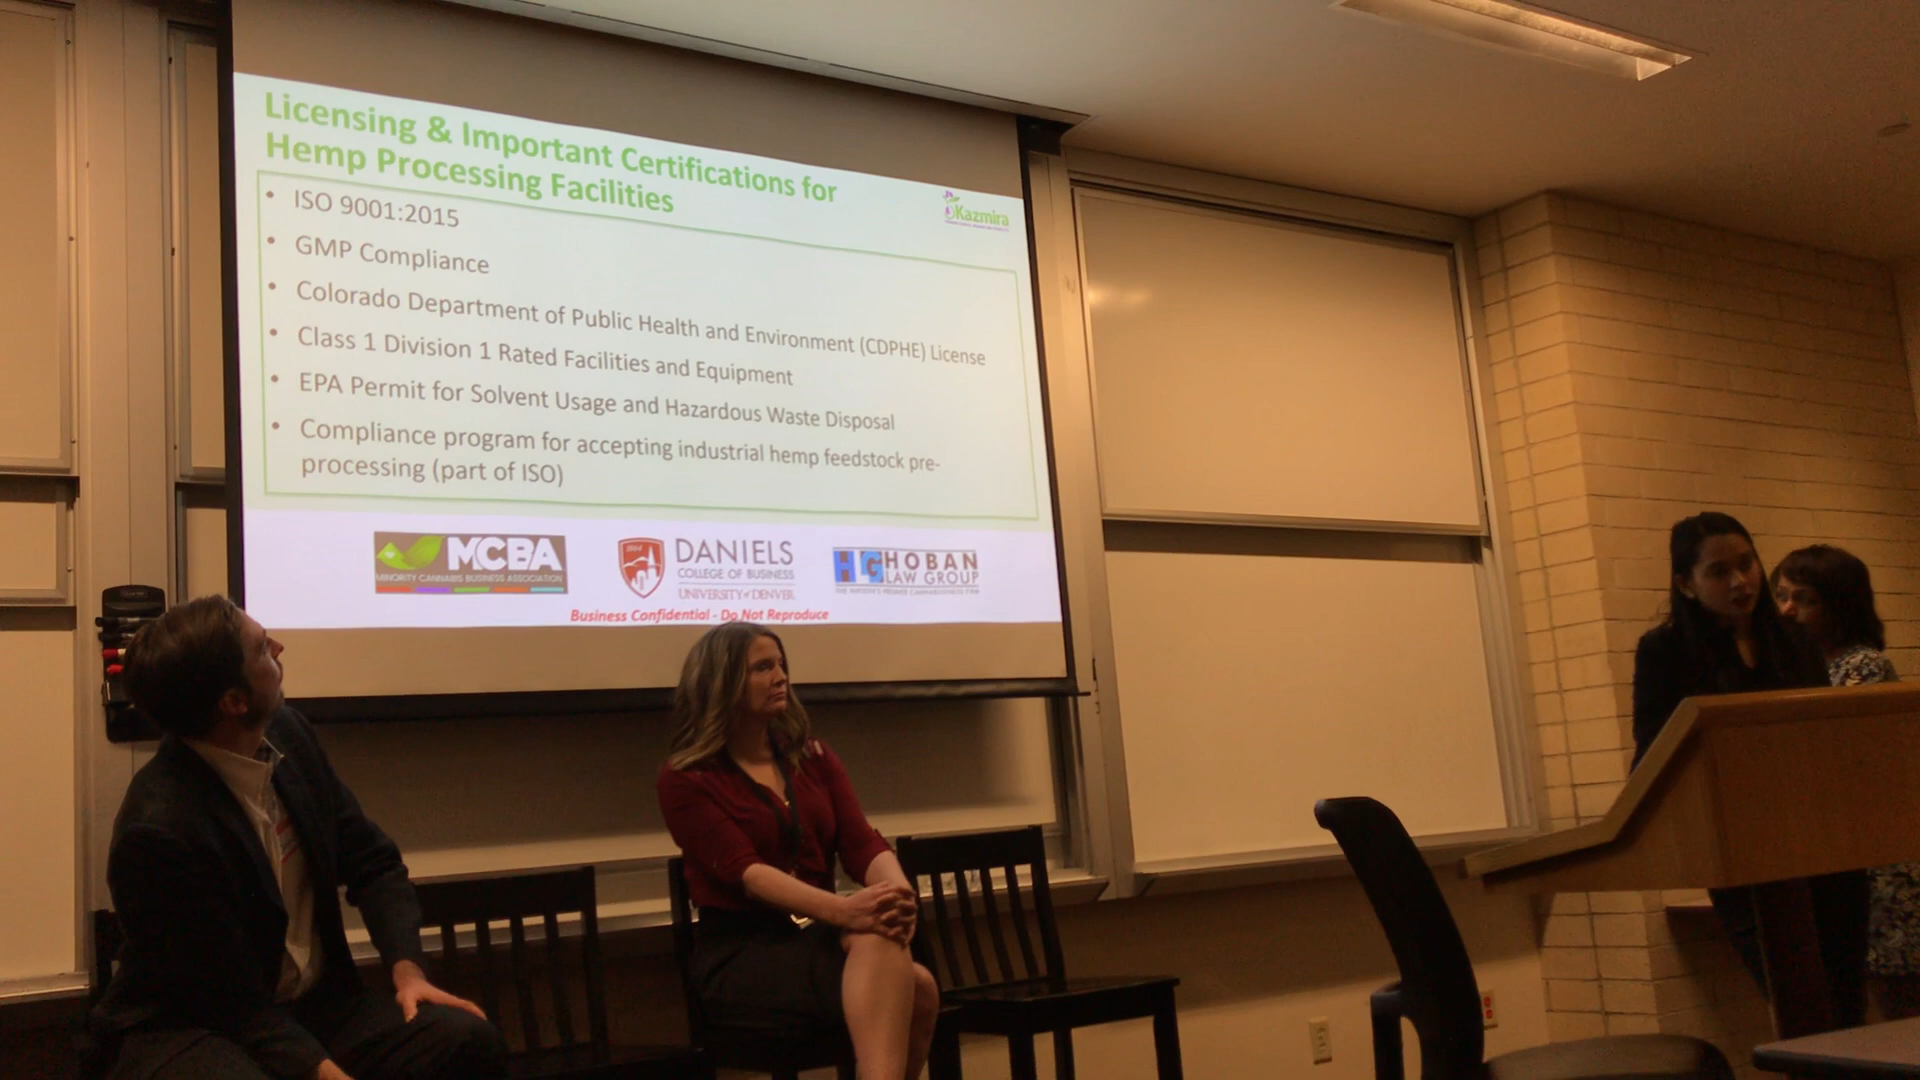 Licensing & Important Certifications for
Hemp Processing Facilities
Kazmira
• ISO 9001:2015
• GMP Compliance
• Colorado Department of Public Health and Environment (CDPHE) License
• Class 1 Division 1 Rated Facilities and Equipment
• EPA Permit for Solvent Usage and Hazardous Waste Disposal
• Compliance program for accepting industrial hemp feedstock pre-
processing (part of ISO)
MCBA
MINORITY CANNABIS BUSINESS ASSOCIATION
DANIELS
COLLEGE OF BUSINESS
UNIVERSITY of DENVER
HG HOBAN
LAW GROUP
Business Confidential - Do Not Reproduce